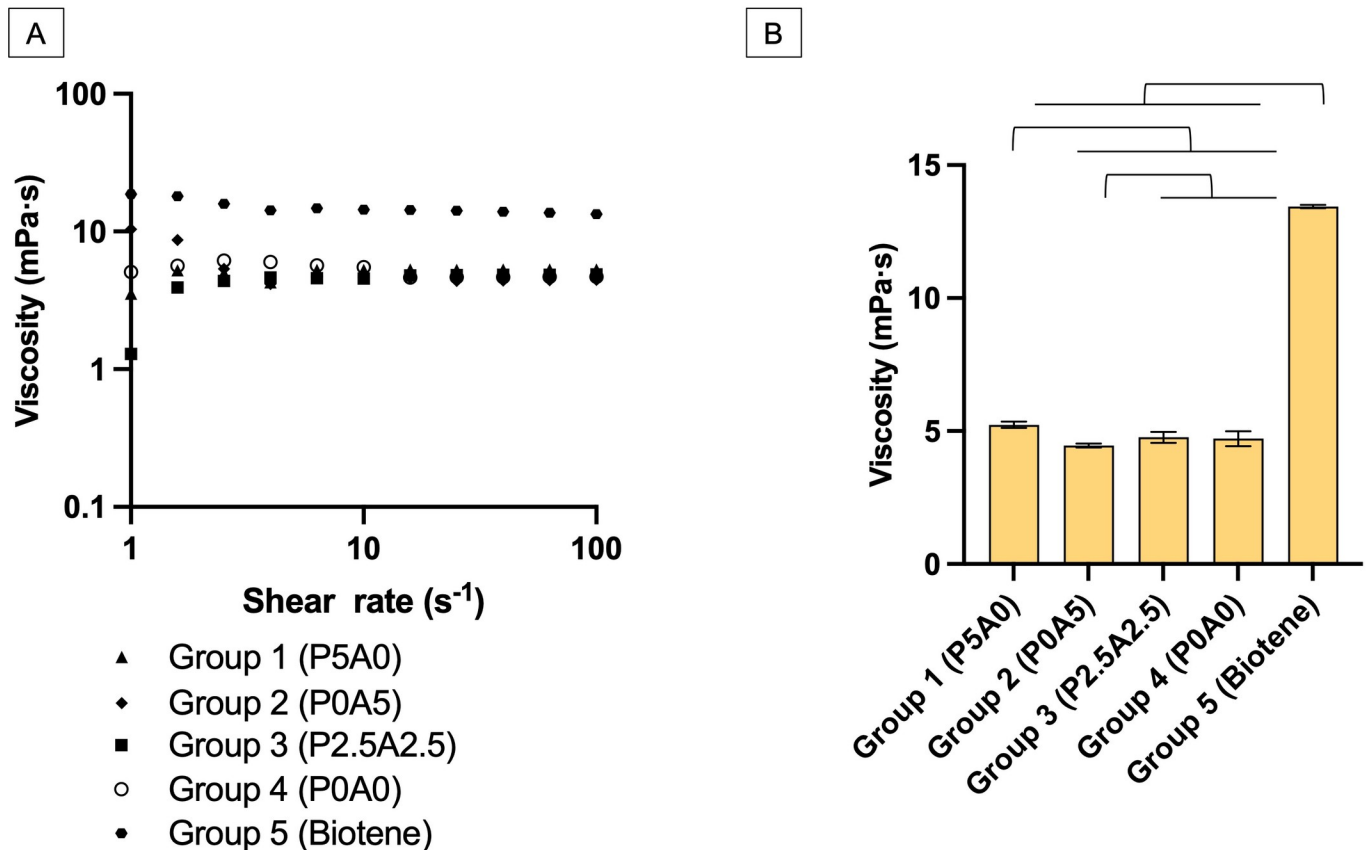 A
100
10
1
0.1
Viscosity (mPa·s)
1 10 100
Shear rate (s⁻¹)
Group 1 (P5A0)
Group 2 (P0A5)
Group 3 (P2.5A2.5)
Group 4 (P0A0)
Group 5 (Biotene)
B
15
10
5
0
Viscosity (mPa·s)
Group 1 (P5A0)
Group 2 (P0A5)
Group 3 (P2.5A2.5)
Group 4 (P0A0)
Group 5 (Biotene)